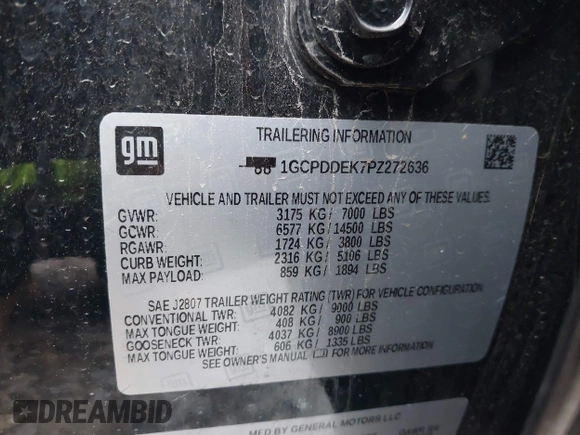 gm
TRAILERING INFORMATION
1GCPDDEK7PZ272636
VEHICLE AND TRAILER MUST NOT EXCEED ANY OF THESE VALUES
GVWR: 3175 KG / 7000 LBS
GCWR: 6577 KG / 14500 LBS
RGAWR: 1724 KG / 3800 LBS
CURB WEIGHT: 2316 KG / 5106 LBS
MAX PAYLOAD: 859 KG / 1894 LBS
SAE J2807 TRAILER WEIGHT RATING (TWR) FOR VEHICLE CONFIGURATION
CONVENTIONAL TWR: 4082 KG / 9000 LBS
MAX TONGUE WEIGHT: 408 KG / 900 LBS
GOOSENECK TWR: 4037 KG / 8900 LBS
MAX TONGUE WEIGHT: 606 KG / 1335 LBS
SEE OWNER'S MANUAL FOR MORE INFORMATION
MFD BY GENERAL MOTORS LLC
GAWR RR
DREAMBID